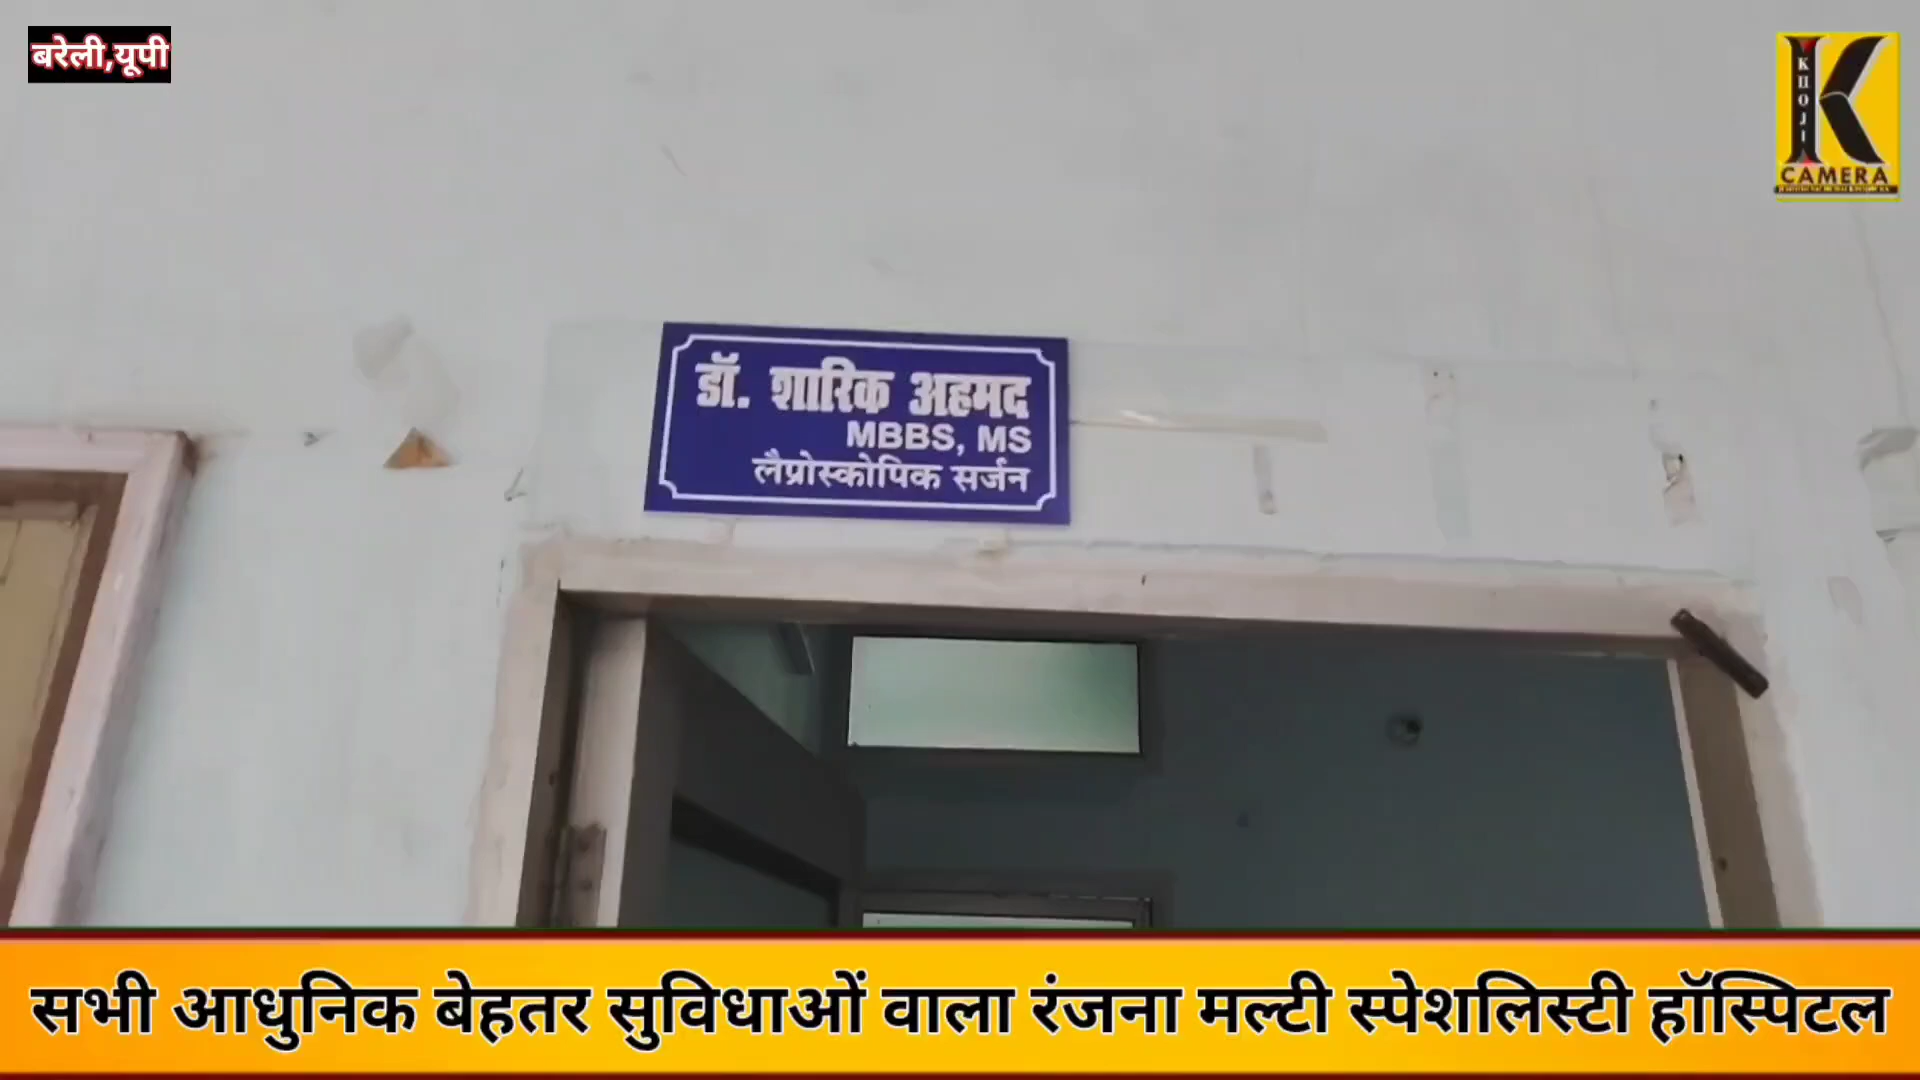 बरेली,यूपी
KHOJI
K
CAMERA
डॉ. शारिक अहमद
MBBS, MS
लैप्रोस्कोपिक सर्जन
सभी आधुनिक बेहतर सुविधाओं वाला रंजना मल्टी स्पेशलिस्टी हॉस्पिटल